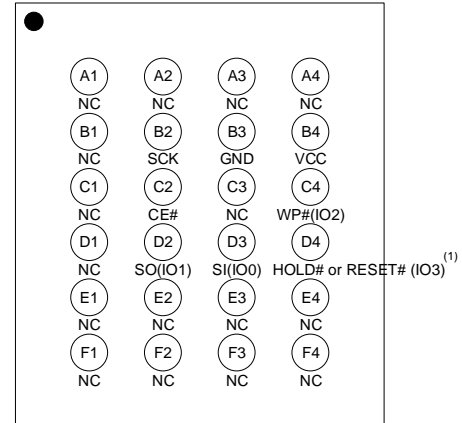 A1 A2 A3 A4
NC NC NC NC
B1 B2 B3 B4
NC SCK GND VCC
C1 C2 C3 C4
NC CE# NC WP#(IO2)
D1 D2 D3 D4
NC SO(IO1) SI(IO0) HOLD# or RESET# (IO3)(1)
E1 E2 E3 E4
NC NC NC NC
F1 F2 F3 F4
NC NC NC NC